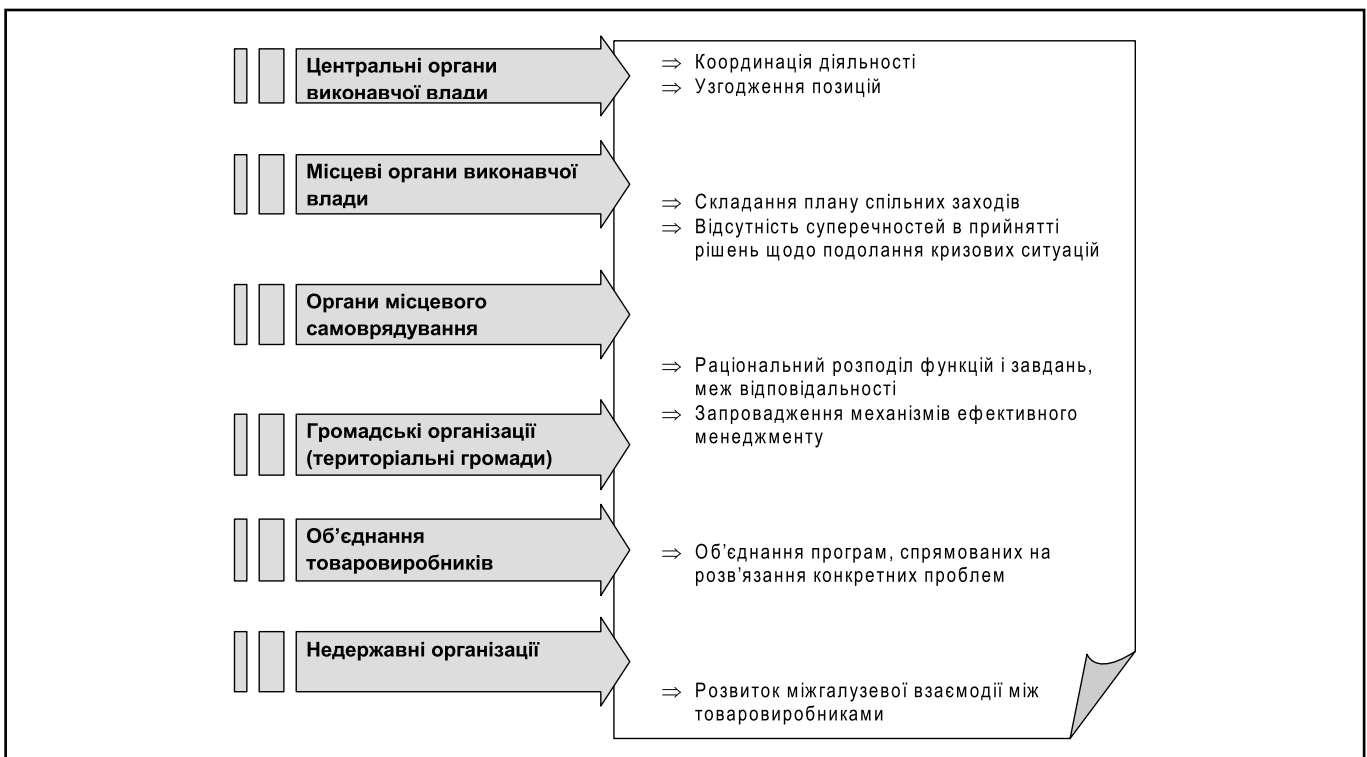 Центральні органи
виконавчої влади
Місцеві органи виконавчої
влади
Органи місцевого
самоврядування
Громадські організації
(територіальні громади)
Об’єднання
товаровиробників
Недержавні організації
⇒ Координація діяльності
⇒ Узгодження позицій
⇒ Складання плану спільних заходів
⇒ Відсутність суперечностей в прийнятті
рішень щодо подолання кризових ситуацій
⇒ Раціональний розподіл функцій і завдань,
меж відповідальності
⇒ Запровадження механізмів ефективного
менеджменту
⇒ Об’єднання програм, спрямованих на
розв’язання конкретних проблем
⇒ Розвиток міжгалузевої взаємодії між
товаровиробниками